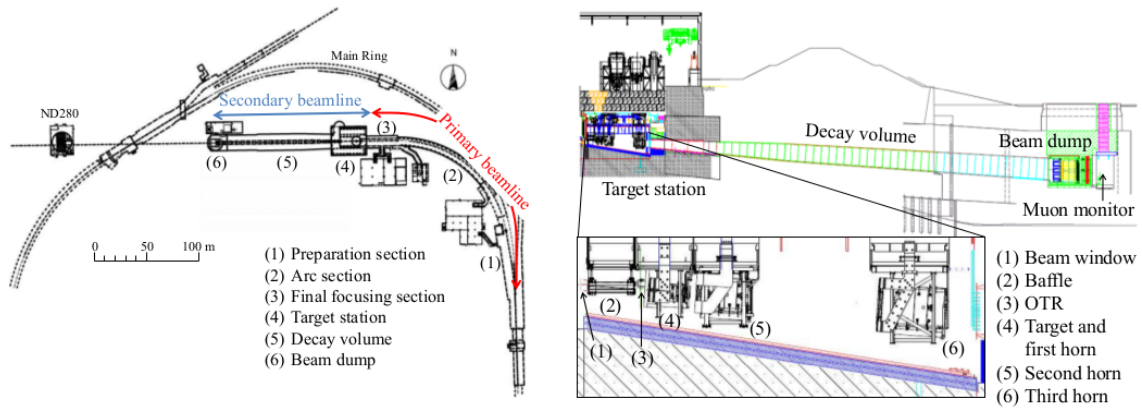 Main Ring
N
ND280
Secondary beamline
Primary beamline
(3)
(6)
(5)
(4)
(2)
(1)
0 50 100 m
(1) Preparation section
(2) Arc section
(3) Final focusing section
(4) Target station
(5) Decay volume
(6) Beam dump
Decay volume
Beam dump
Target station
Muon monitor
(2)
(4)
(5)
(6)
(1)
(3)
(1) Beam window
(2) Baffle
(3) OTR
(4) Target and
first horn
(5) Second horn
(6) Third horn